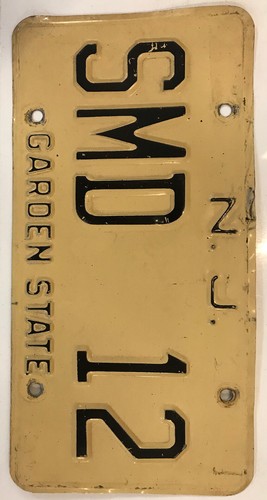 N.J.
SMD 12
GARDEN STATE